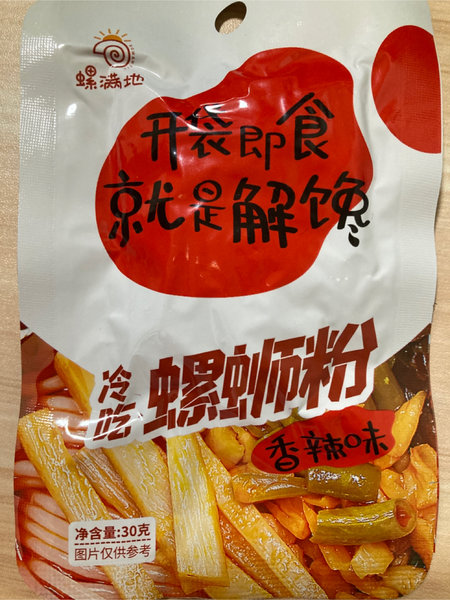 螺满地
开袋即食
就是解馋
冷吃
螺蛳粉
香辣味
净含量:30克
图片仅供参考